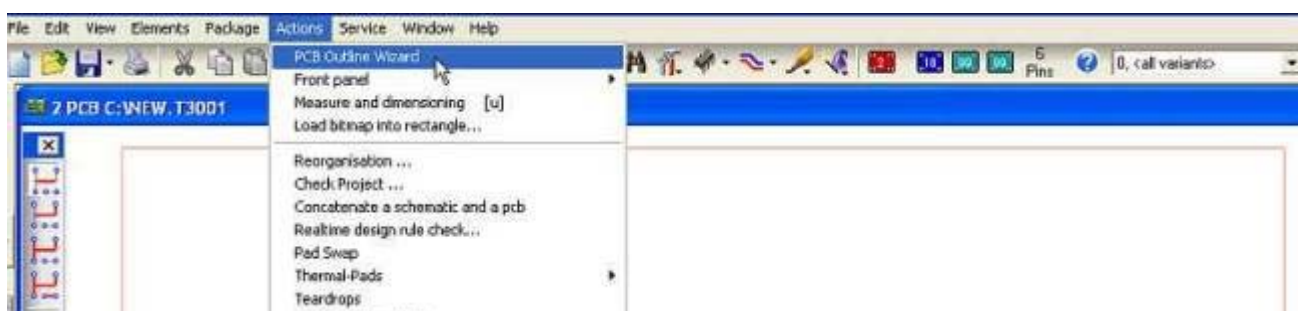 File Edit View Elements Package Actions Service Window Help
PCB Outline Wizard
6
Pins
0, <all variants>
Front panel
2 PCB C:\NEW.T3001
Measure and dimensioning [u]
Load bitmap into rectangle...
Reorganisation ...
Check Project ...
Concatenate a schematic and a pcb
Realtime design rule check...
Pad Swap
Thermal-Pads
Teardrops